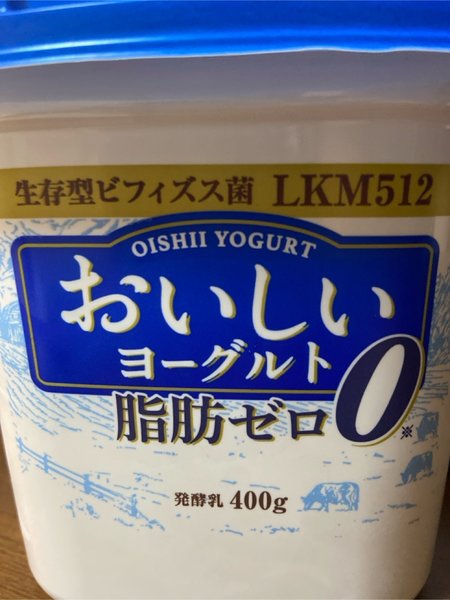 生存型ビフィズス菌 LKM512
OISHII YOGURT
おいしい
ヨーグルト
脂肪ゼロ 0※
発酵乳 400g